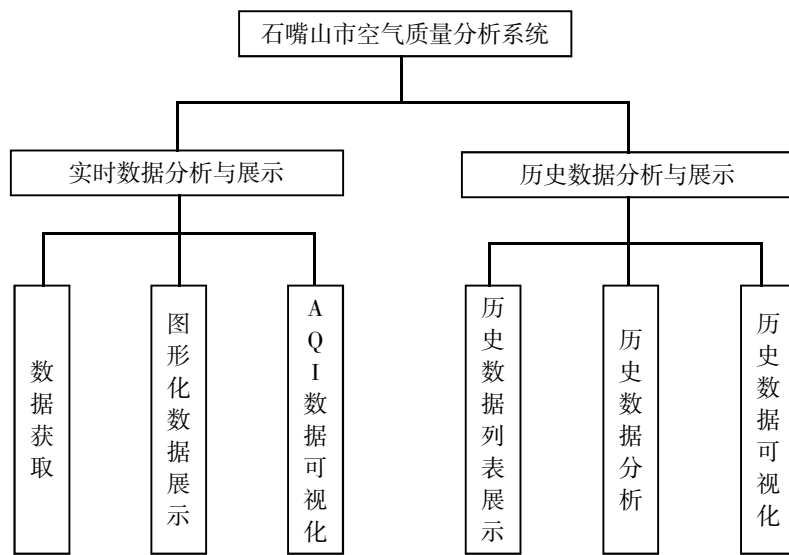 石嘴山市空气质量分析系统
实时数据分析与展示
历史数据分析与展示
数据获取
图形化数据展示
AQI数据可视化
历史数据列表展示
历史数据分析
历史数据可视化